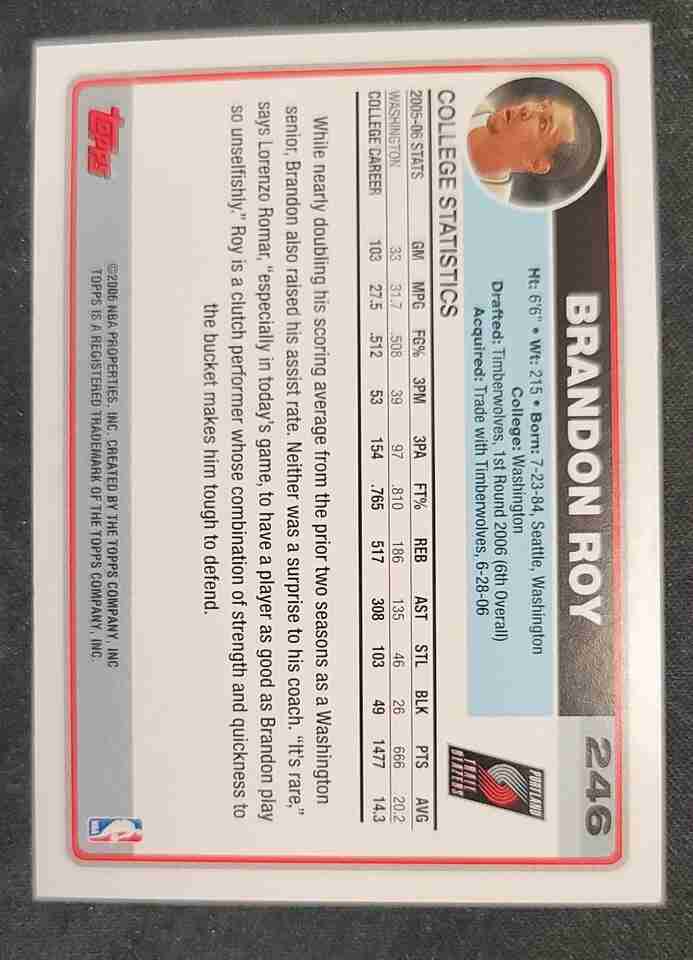 BRANDON ROY
246
Ht: 6'6" • Wt: 215 • Born: 7-23-84, Seattle, Washington
College: Washington
Drafted: Timberwolves, 1st Round 2006 (6th Overall)
Acquired: Trade with Timberwolves, 6-28-06
PORTLAND
TRAIL BLAZERS
COLLEGE STATISTICS
2005-06 STATS GM MPG FG% 3PM 3PA FT% REB AST STL BLK PTS AVG
WASHINGTON 33 31.7 .508 39 97 .810 186 135 46 26 666 20.2
COLLEGE CAREER 103 27.5 .512 53 154 .765 517 308 103 49 1477 14.3
While nearly doubling his scoring average from the prior two seasons as a Washington
senior, Brandon also raised his assist rate. Neither was a surprise to his coach. "It's rare,"
says Lorenzo Romar, "especially in today's game, to have a player as good as Brandon play
so unselfishly." Roy is a clutch performer whose combination of strength and quickness to
the bucket makes him tough to defend.
Topps
©2006 NBA PROPERTIES, INC. CREATED BY THE TOPPS COMPANY, INC
TOPPS IS A REGISTERED TRADEMARK OF THE TOPPS COMPANY, INC.